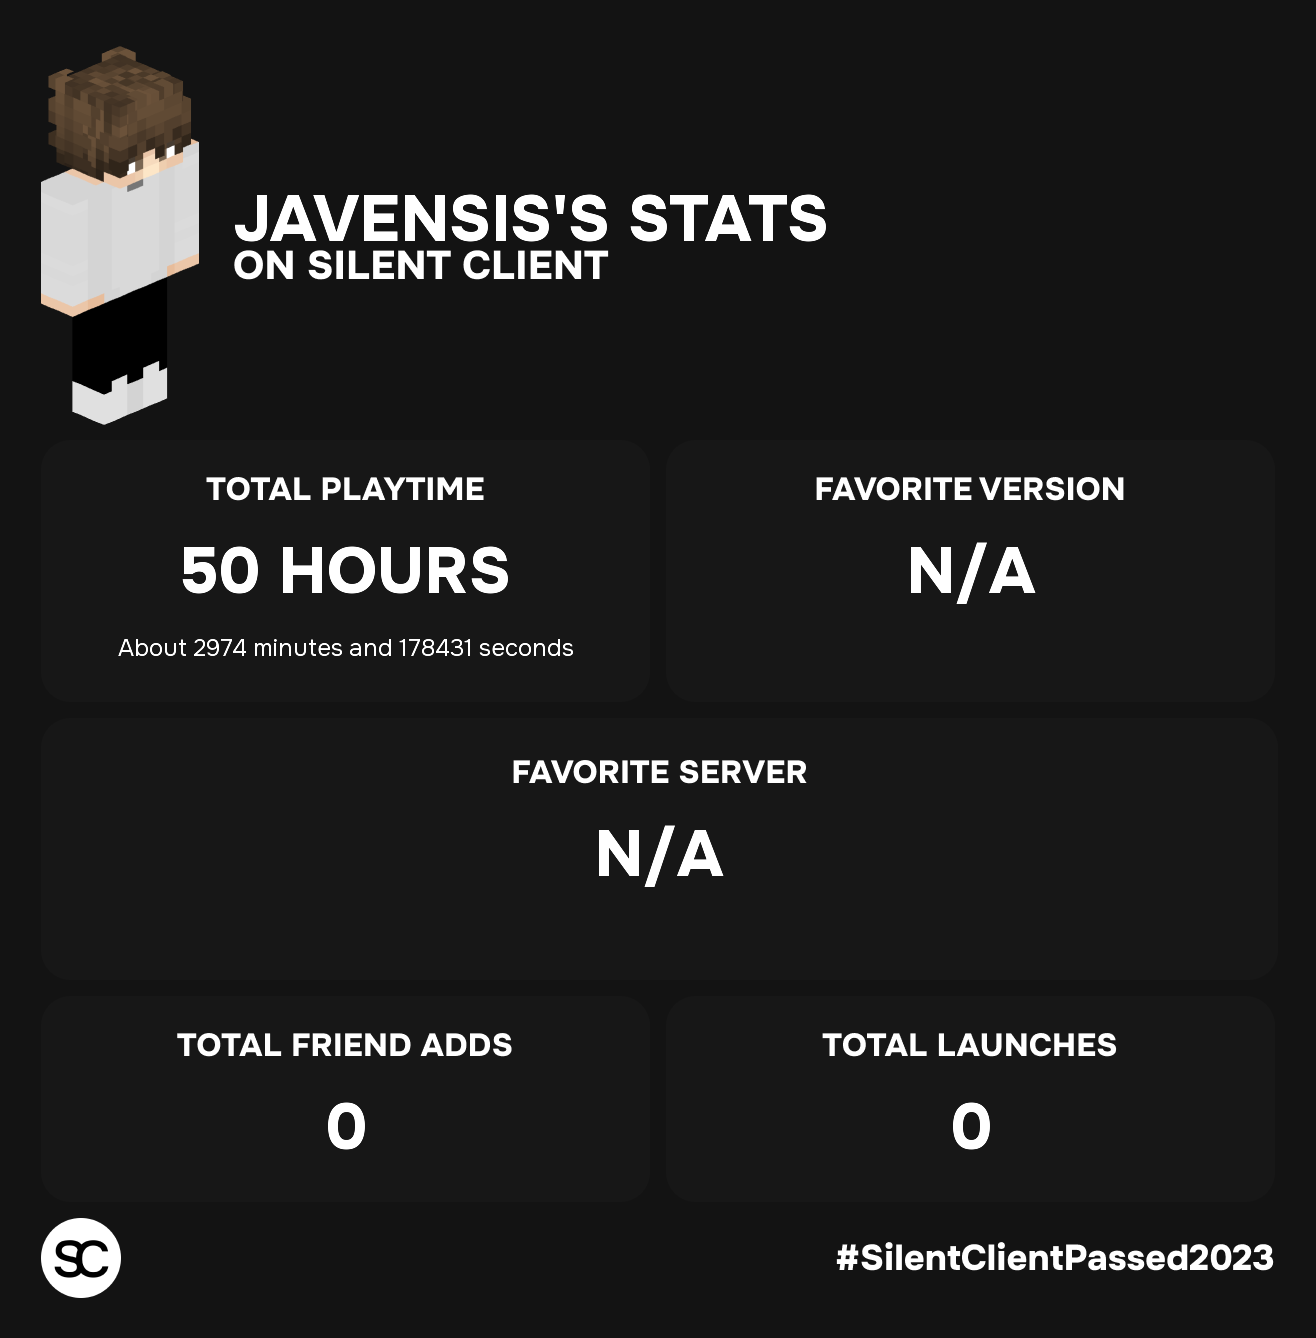 JAVENSIS'S STATS
ON SILENT CLIENT
TOTAL PLAYTIME
50 HOURS
About 2974 minutes and 178431 seconds
FAVORITE VERSION
N/A
FAVORITE SERVER
N/A
TOTAL FRIEND ADDS
0
TOTAL LAUNCHES
0
SC
#SilentClientPassed2023